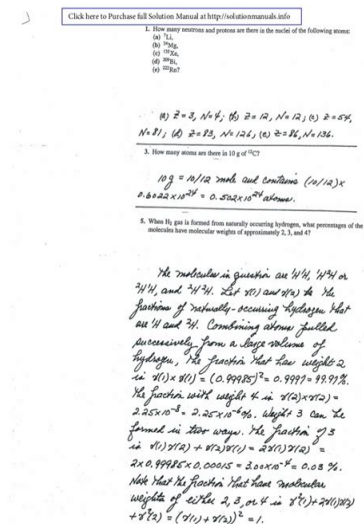 Click here to Purchase full Solution Manual at http://solutionmanuals.info
1. How many neutrons and protons are there in the nuclei of the following atoms:
(a) ⁷Li,
(b) ²⁴Mg,
(c) ¹³⁵Xe,
(d) ²⁰⁹Bi,
(e) ²²²Rn?
(a) Z=3, N=4; (b) Z=12, N=12; (c) Z=54,
N=81; (d) Z=83, N=126; (e) Z=86, N=136.
3. How many atoms are there in 10 g of ¹²C?
10g = 10/12 mole and contains (10/12)×
0.6022×10²⁴ = 0.502×10²⁴ atoms.
5. When H₂ gas is formed from naturally occurring hydrogen, what percentages of the
molecules have molecular weights of approximately 2, 3, and 4?
The molecules in question are ¹H¹H, ¹H²H or
²H¹H, and ²H²H. Let γ(1) and γ(2) be the
fractions of naturally-occurring hydrogen that
are ¹H and ²H. Combining atoms pulled
successively from a large volume of
hydrogen, the fraction that has weight 2
is γ(1)×γ(1) = (0.99985)² = 0.9997 = 99.97%.
The fraction with weight 4 is γ(2)×γ(2) =
2.25×10⁻⁸ = 2.25×10⁻⁶%. Weight 3 can be
formed in two ways. The fraction of 3
is γ(1)γ(2) + γ(2)γ(1) = 2γ(1)γ(2) =
2×0.99985×0.00015 = 3.00×10⁻⁴ = 0.03 %.
Note that the fraction that have molecular
weights of either 2, 3, or 4 is γ²(1)+2γ(1)γ(2)
+γ²(2) = (γ(1)+γ(2))² = 1.